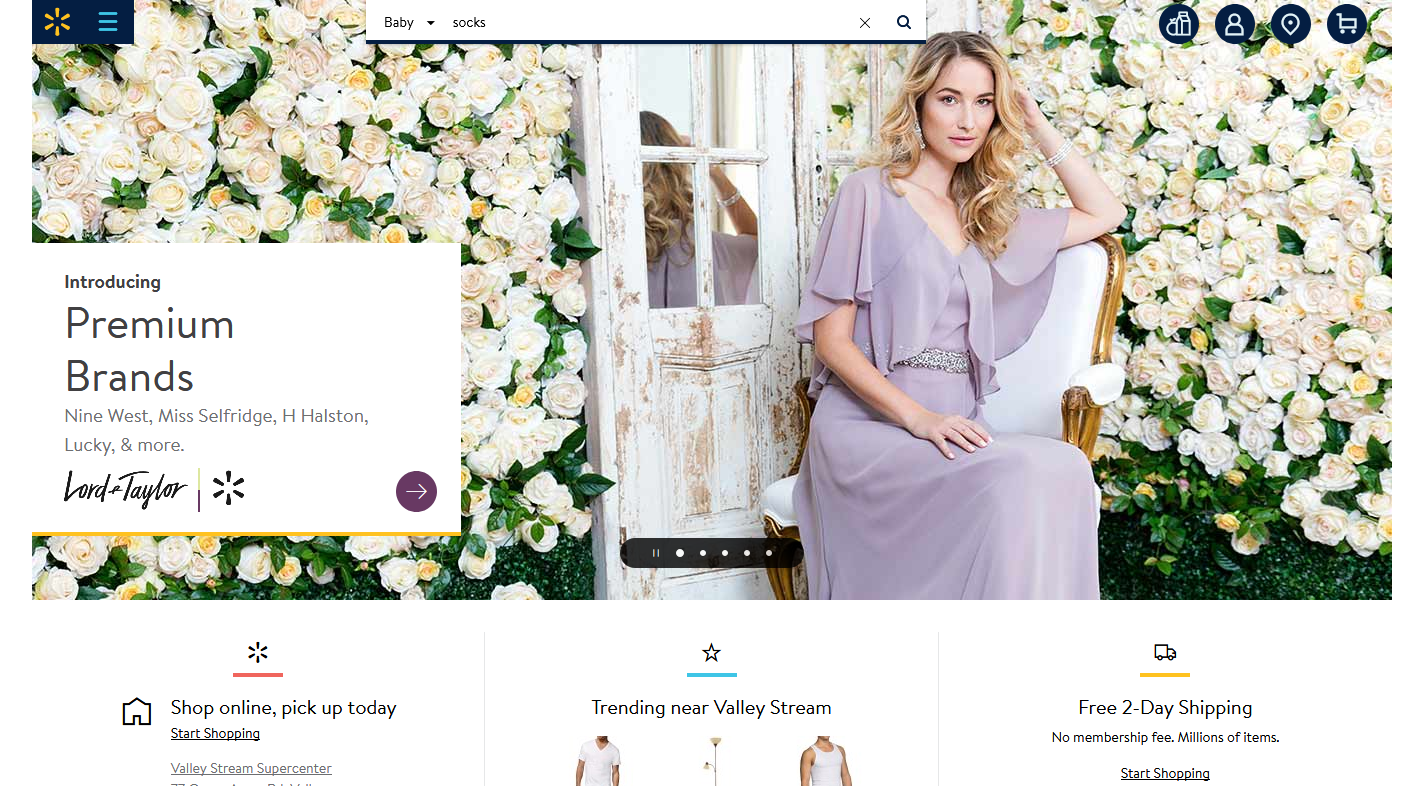 Baby socks
Introducing
Premium
Brands
Nine West, Miss Selfridge, H Halston,
Lucky, & more.
Lord & Taylor
Shop online, pick up today
Start Shopping
Valley Stream Supercenter
Trending near Valley Stream
Free 2-Day Shipping
No membership fee. Millions of items.
Start Shopping